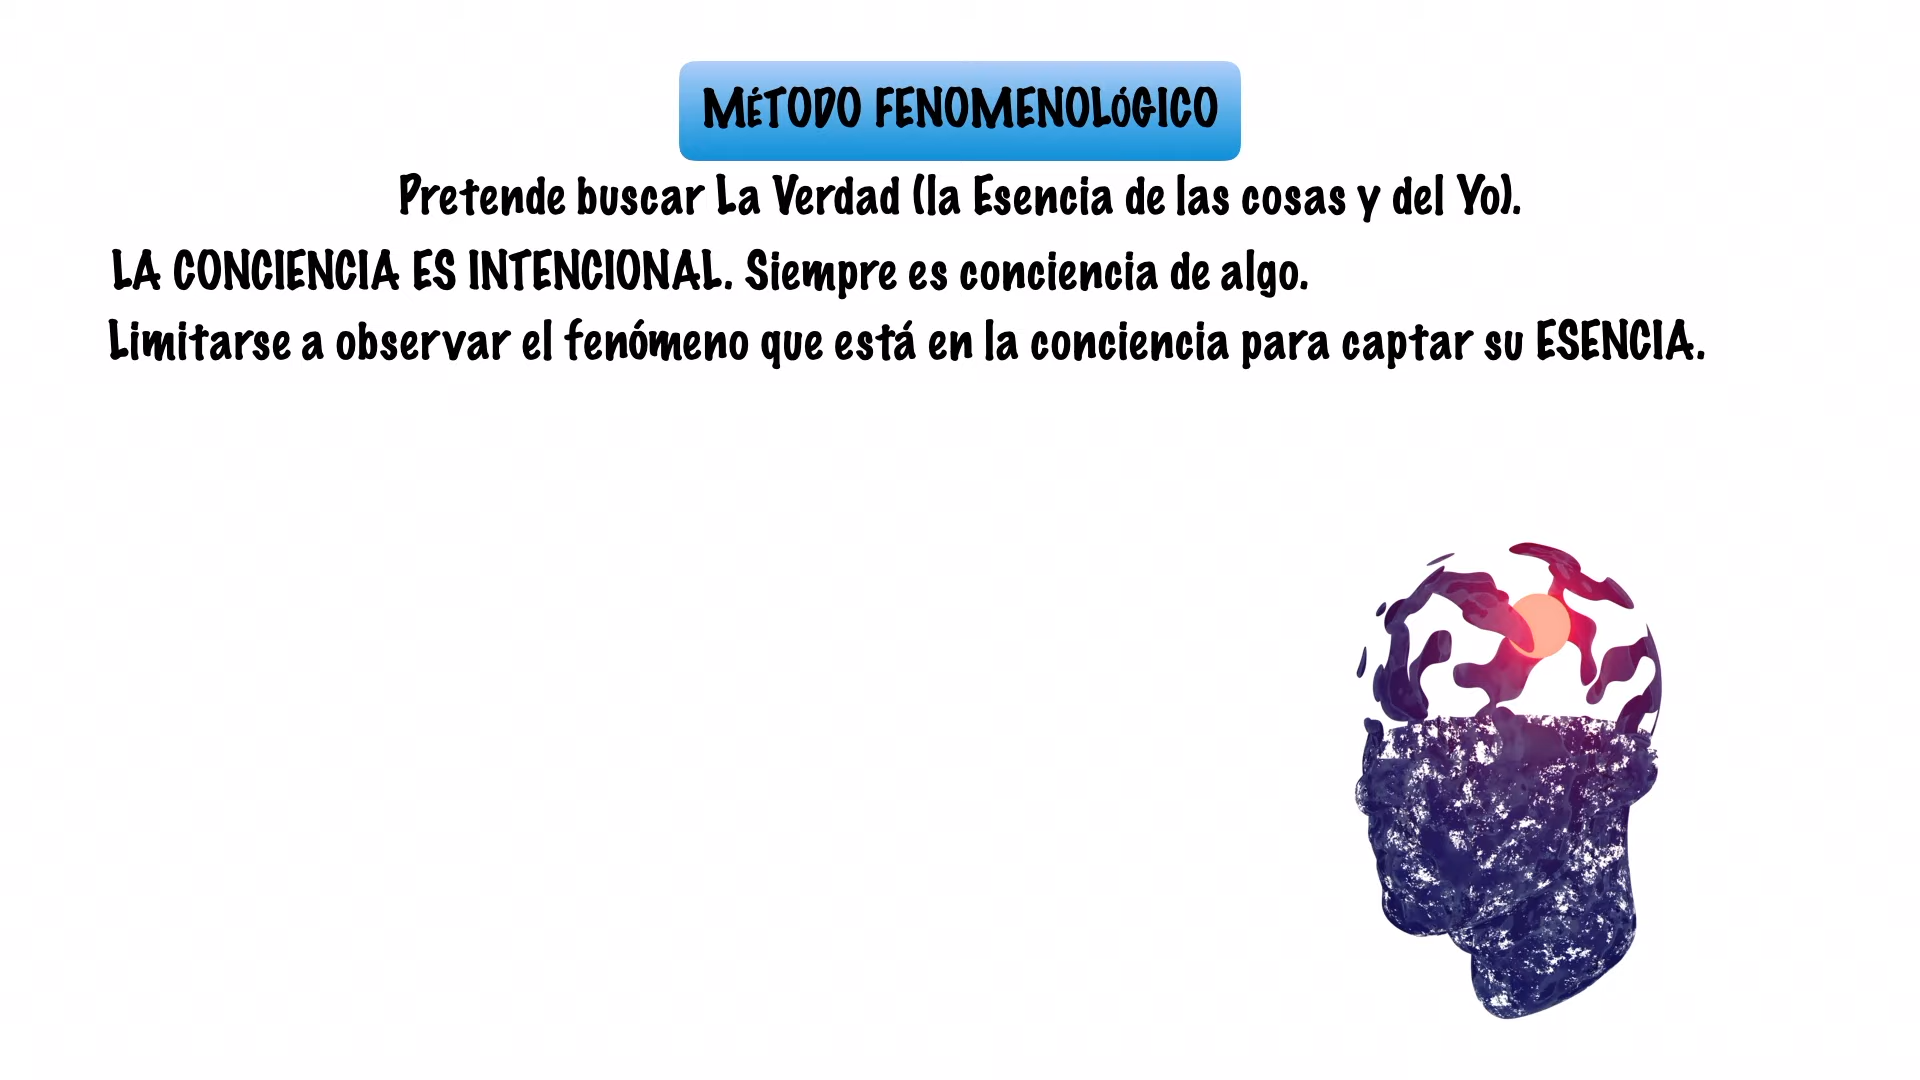 MÉTODO FENOMENOLÓGICO
Pretende buscar La Verdad (la Esencia de las cosas y del Yo).
LA CONCIENCIA ES INTENCIONAL. Siempre es conciencia de algo.
Limitarse a observar el fenómeno que está en la conciencia para captar su ESENCIA.